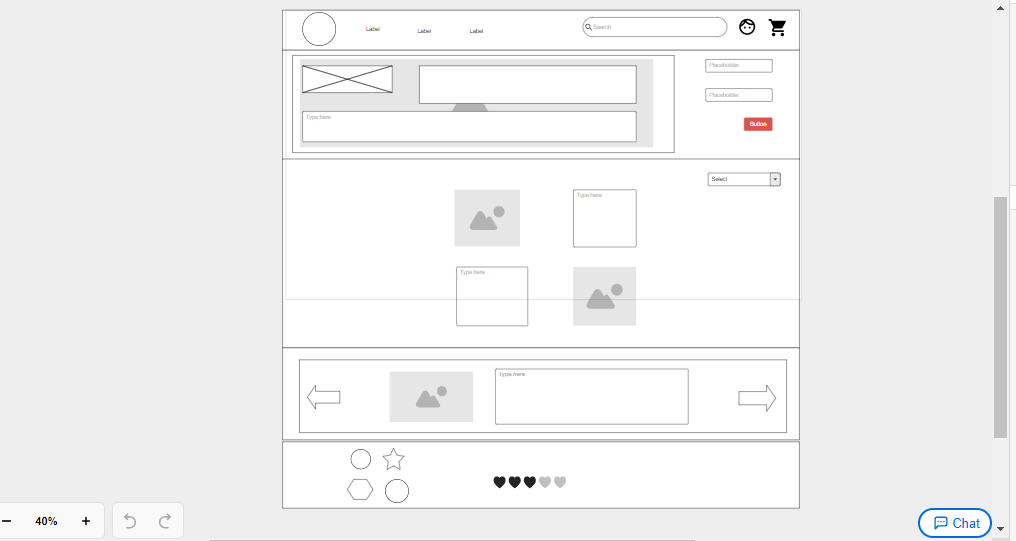 Label
Label
Label
Search
Placeholder
Placeholder
Button
Type here
Select
Type here
Type here
Type here
40%
Chat